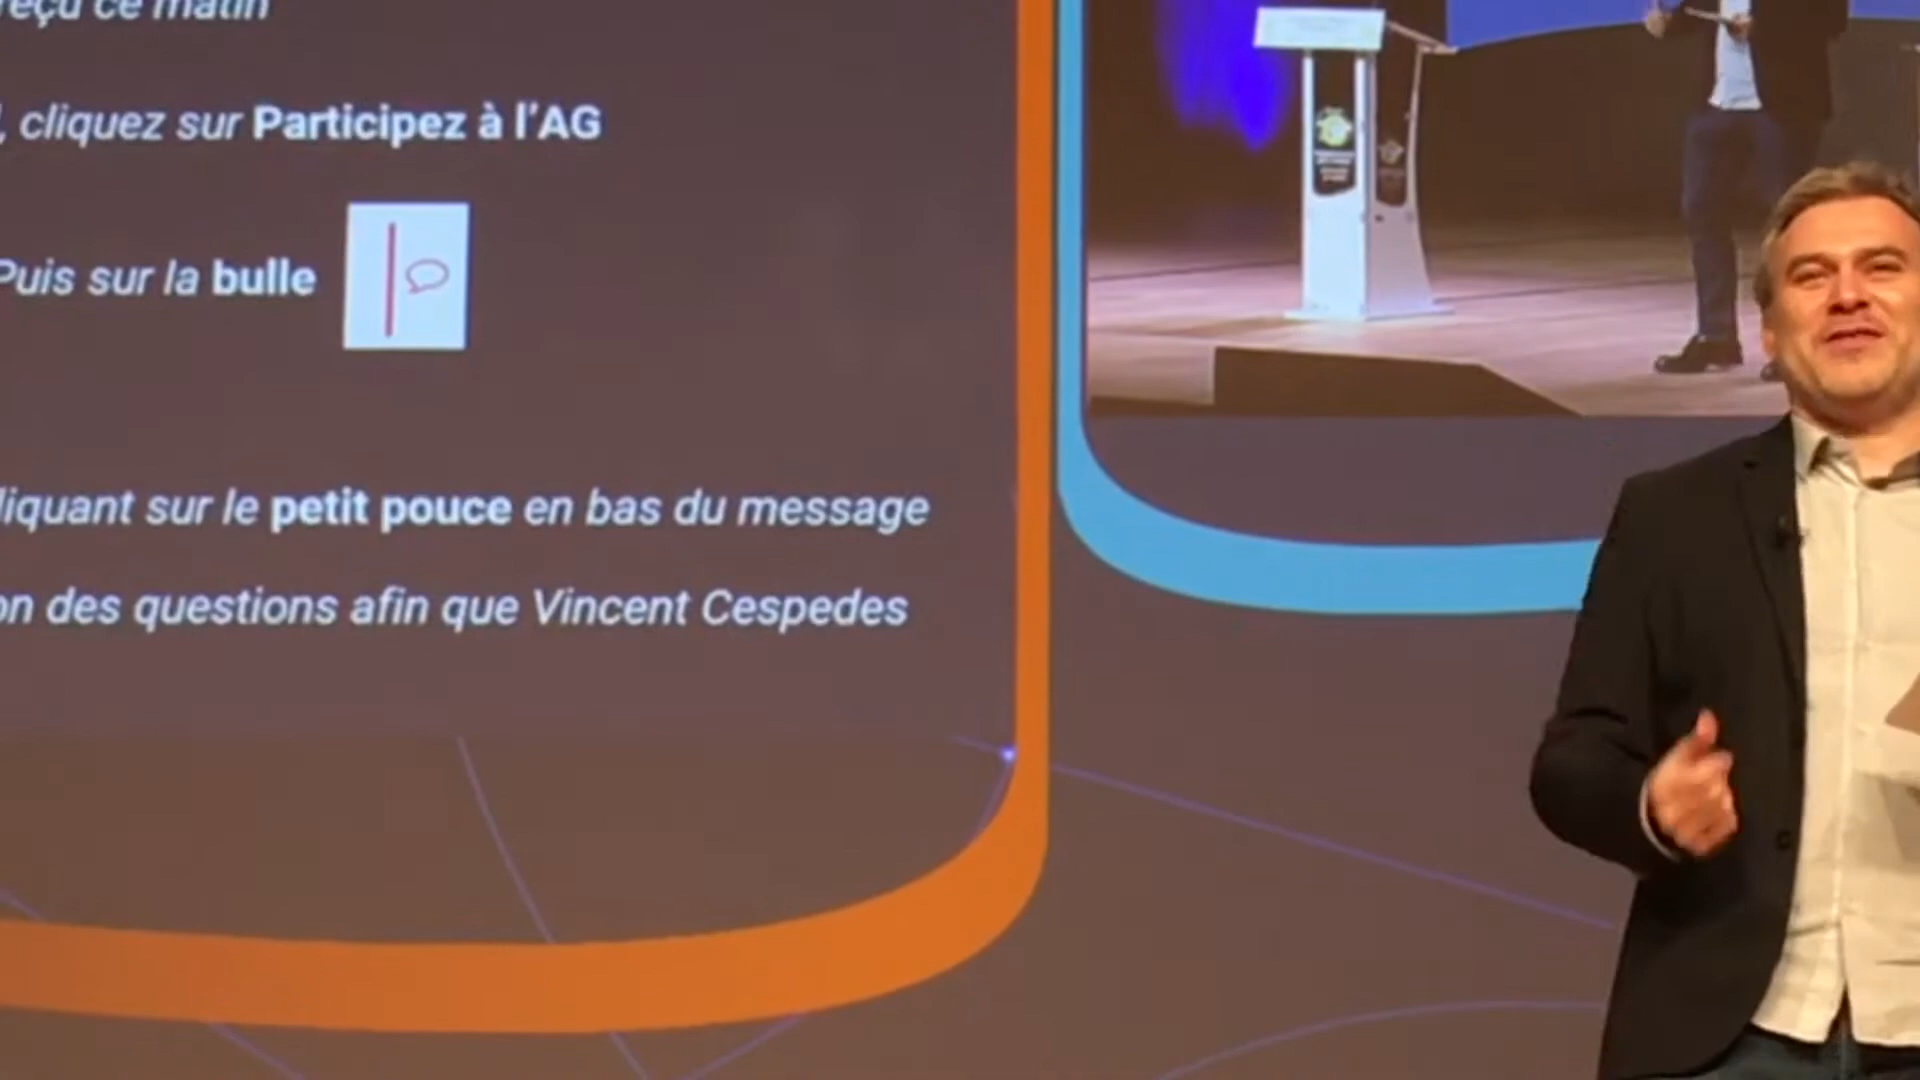 reçu ce matin
, cliquez sur Participez à l'AG
Puis sur la bulle
liquant sur le petit pouce en bas du message
on des questions afin que Vincent Cespedes